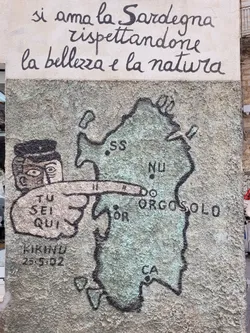 si ama la Sardegna
rispettandone
la bellezza e la natura
SS
NU
TU
SEI
QUI
OR
ORGOSOLO
KIKINU
25.5.02
CA